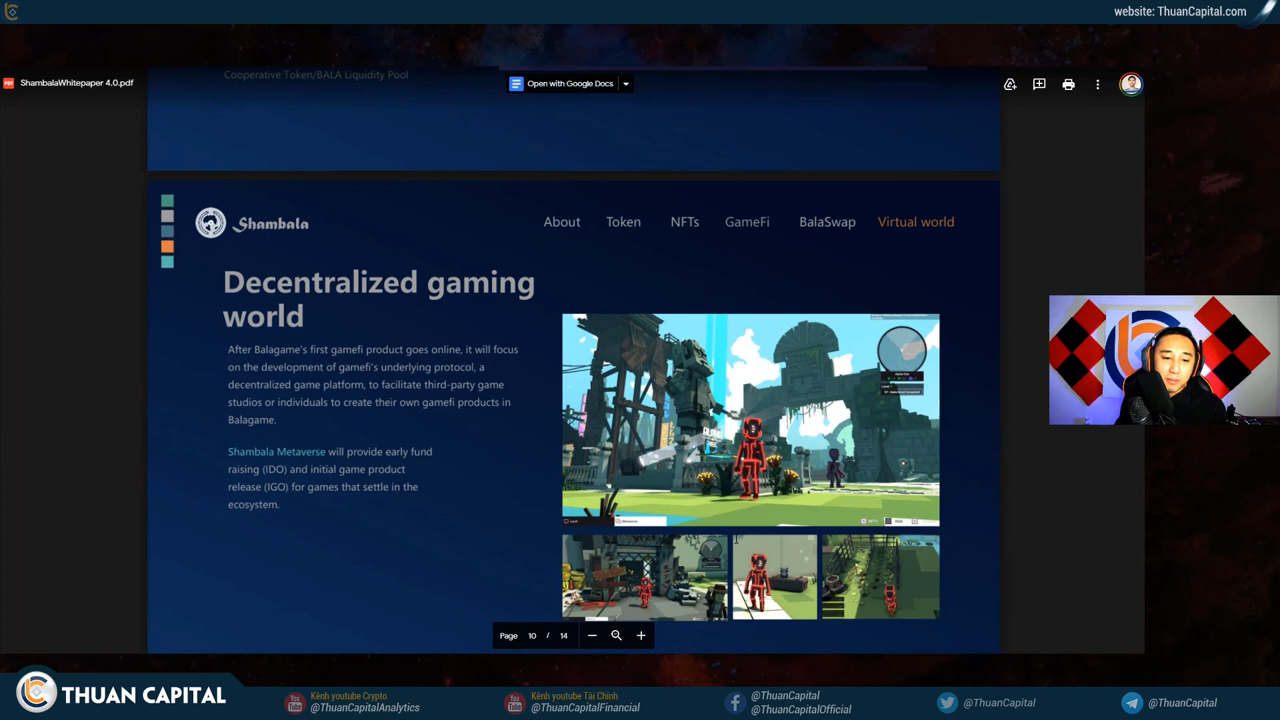 website: ThuanCapital.com
Cooperative Token/BALA Liquidity Pool
ShambalaWhitepaper 4.0.pdf
Open with Google Docs
Shambala
About Token NFTs GameFi BalaSwap Virtual world
Decentralized gaming
world
After Balagame's first gamefi product goes online, it will focus
on the development of gamefi's underlying protocol, a
decentralized game platform, to facilitate third-party game
studios or individuals to create their own gamefi products in
Balagame.
Shambala Metaverse will provide early fund
raising (IDO) and initial game product
release (IGO) for games that settle in the
ecosystem.
Page 10 / 14
THUAN CAPITAL
Kênh youtube Crypto
@ThuanCapitalAnalytics
Kênh youtube Tài Chính
@ThuanCapitalFinancial
@ThuanCapital
@ThuanCapitalOfficial
@ThuanCapital
@ThuanCapital